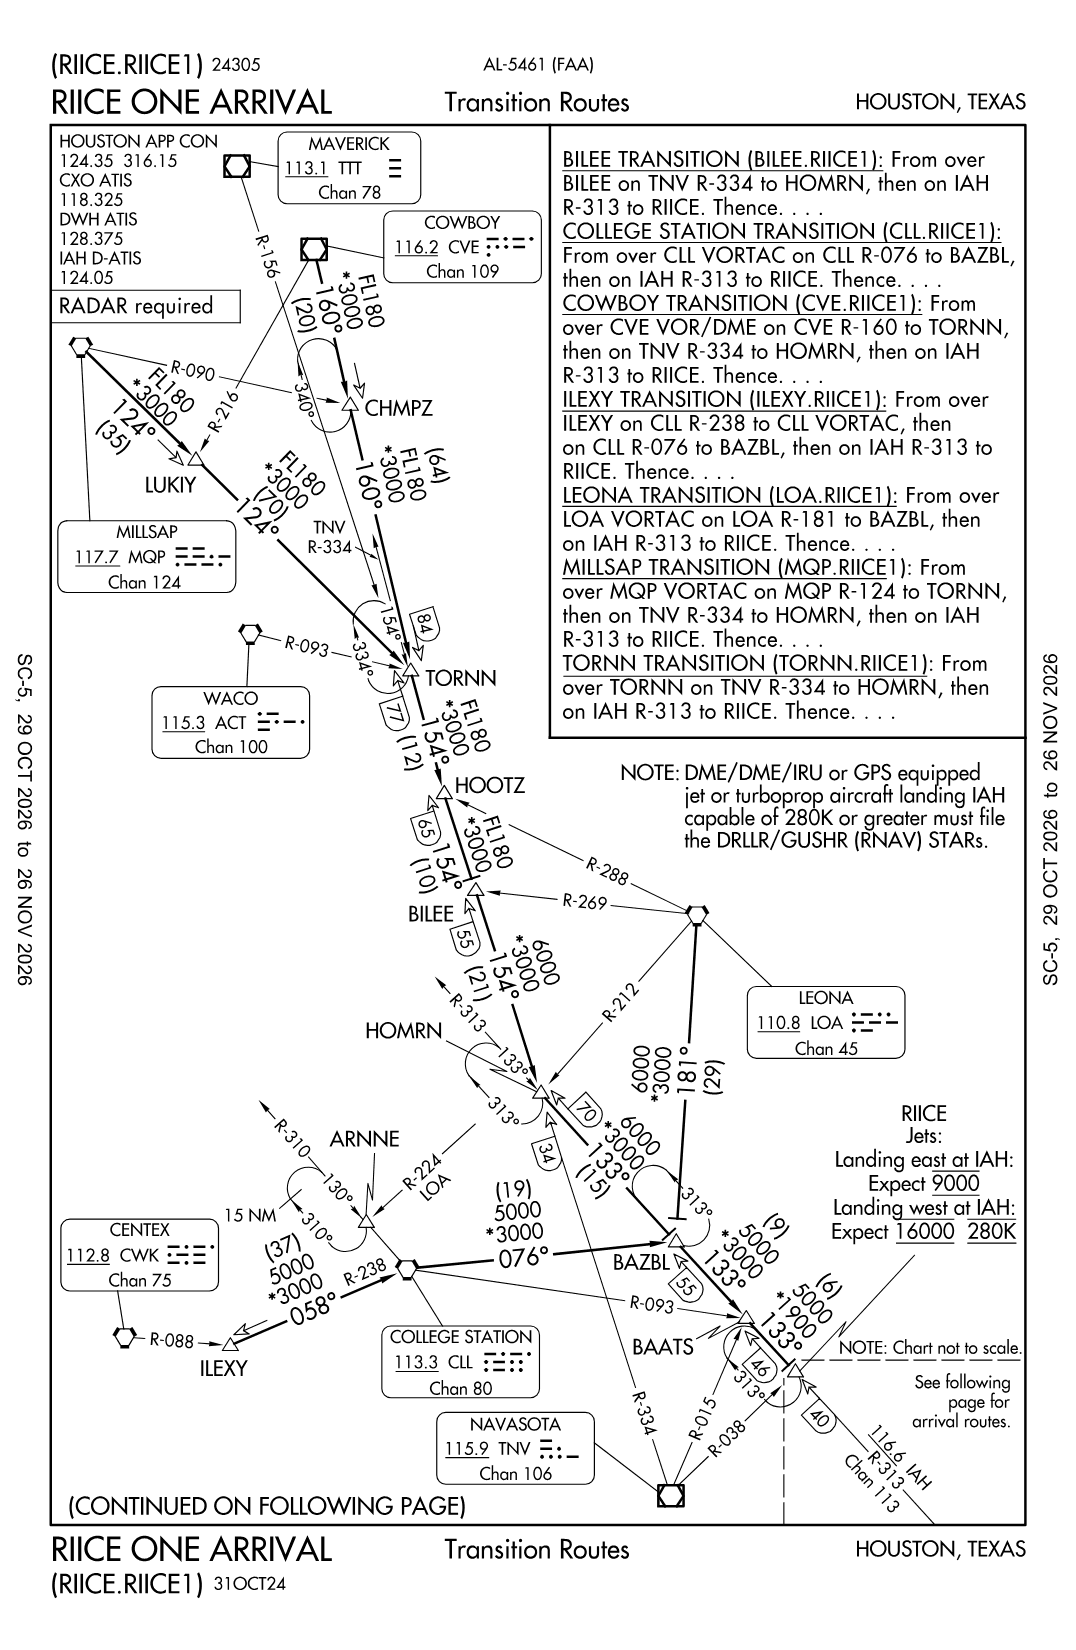 (RIICE.RIICE1) 24305
AL-5461 (FAA)
RIICE ONE ARRIVAL
Transition Routes
HOUSTON, TEXAS
HOUSTON APP CON
124.35 316.15
CXO ATIS
118.325
DWH ATIS
128.375
IAH D-ATIS
124.05
RADAR required
MAVERICK
113.1 TTT
Chan 78
COWBOY
116.2 CVE
Chan 109
BILEE TRANSITION (BILEE.RIICE1): From over
BILEE on TNV R-334 to HOMRN, then on IAH
R-313 to RIICE. Thence. . . .
COLLEGE STATION TRANSITION (CLL.RIICE1):
From over CLL VORTAC on CLL R-076 to BAZBL,
then on IAH R-313 to RIICE. Thence. . . .
COWBOY TRANSITION (CVE.RIICE1): From
over CVE VOR/DME on CVE R-160 to TORNN,
then on TNV R-334 to HOMRN, then on IAH
R-313 to RIICE. Thence. . . .
ILEXY TRANSITION (ILEXY.RIICE1): From over
ILEXY on CLL R-238 to CLL VORTAC, then
on CLL R-076 to BAZBL, then on IAH R-313 to
RIICE. Thence. . . .
LEONA TRANSITION (LOA.RIICE1): From over
LOA VORTAC on LOA R-181 to BAZBL, then
on IAH R-313 to RIICE. Thence. . . .
MILLSAP TRANSITION (MQP.RIICE1): From
over MQP VORTAC on MQP R-124 to TORNN,
then on TNV R-334 to HOMRN, then on IAH
R-313 to RIICE. Thence. . . .
TORNN TRANSITION (TORNN.RIICE1): From
over TORNN on TNV R-334 to HOMRN, then
on IAH R-313 to RIICE. Thence. . . .
R-156
FL180
*3000
160°
(20)
R-090
R-216
340°
CHMPZ
FL180
*3000
124°
(35)
LUKIY
FL180
*3000
(70)
124°
(64)
FL180
*3000
160°
TNV
R-334
MILLSAP
117.7 MQP
Chan 124
154°
84
334°
R-093
TORNN
WACO
115.3 ACT
Chan 100
77
FL180
*3000
154°
(12)
HOOTZ
NOTE: DME/DME/IRU or GPS equipped
jet or turboprop aircraft landing IAH
capable of 280K or greater must file
the DRLLR/GUSHR (RNAV) STARs.
65
FL180
*3000
154°
(10)
R-288
R-269
BILEE
55
6000
*3000
154°
(21)
R-212
LEONA
110.8 LOA
Chan 45
R-313
HOMRN
133°
313°
6000
*3000
181°
(29)
70
34
6000
*3000
133°
(15)
RIICE
Jets:
Landing east at IAH:
Expect 9000
Landing west at IAH:
Expect 16000 280K
R-310
ARNNE
R-224
LOA
130°
310°
15 NM
313°
(19)
5000
*3000
076°
CENTEX
112.8 CWK
Chan 75
(37)
5000
*3000
058°
R-238
BAZBL
55
(9)
5000
*3000
133°
R-093
(6)
5000
*1900
133°
R-088
ILEXY
COLLEGE STATION
113.3 CLL
Chan 80
BAATS
46
313°
NOTE: Chart not to scale.
See following
page for
arrival routes.
40
R-334
R-015
R-038
NAVASOTA
115.9 TNV
Chan 106
116.6 IAH
R-313
Chan 113
(CONTINUED ON FOLLOWING PAGE)
SC-5, 29 OCT 2026 to 26 NOV 2026
SC-5, 29 OCT 2026 to 26 NOV 2026
RIICE ONE ARRIVAL
Transition Routes
HOUSTON, TEXAS
(RIICE.RIICE1) 31OCT24